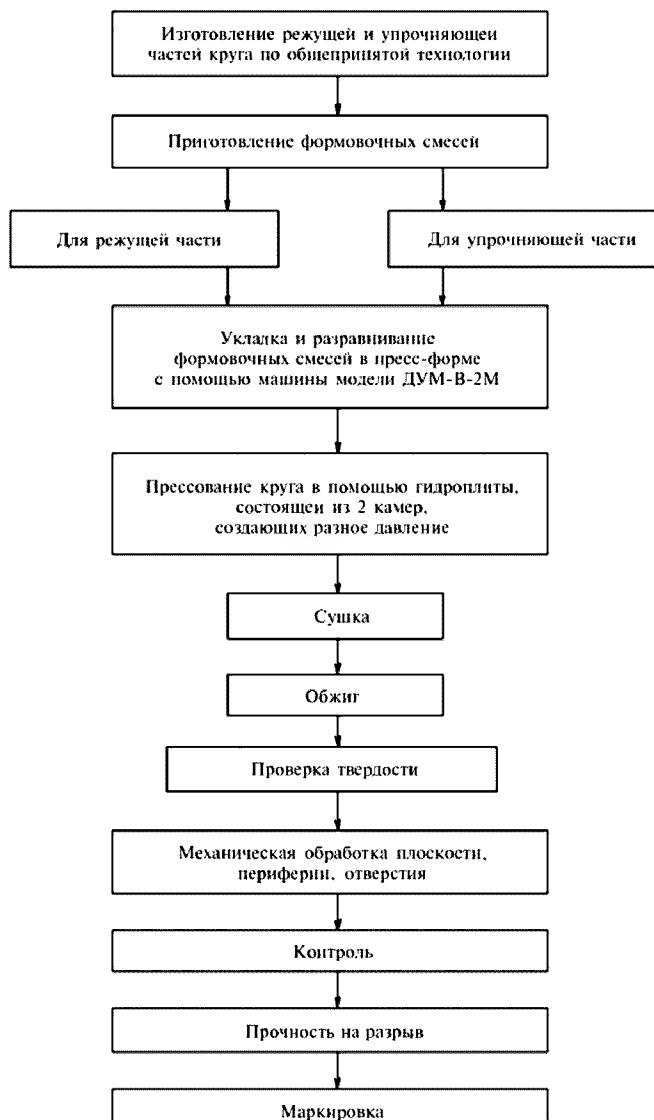 Изготовление режущей и упрочняющей
частей круга по общепринятой технологии
Приготовление формовочных смесей
Для режущей части
Для упрочняющей части
Укладка и разравнивание
формовочных смесей в пресс-форме
с помощью машины модели ДУМ-В-2М
Прессование круга в помощью гидроплиты,
состоящей из 2 камер,
создающих разное давление
Сушка
Обжиг
Проверка твердости
Механическая обработка плоскости,
периферии, отверстия
Контроль
Прочность на разрыв
Маркировка